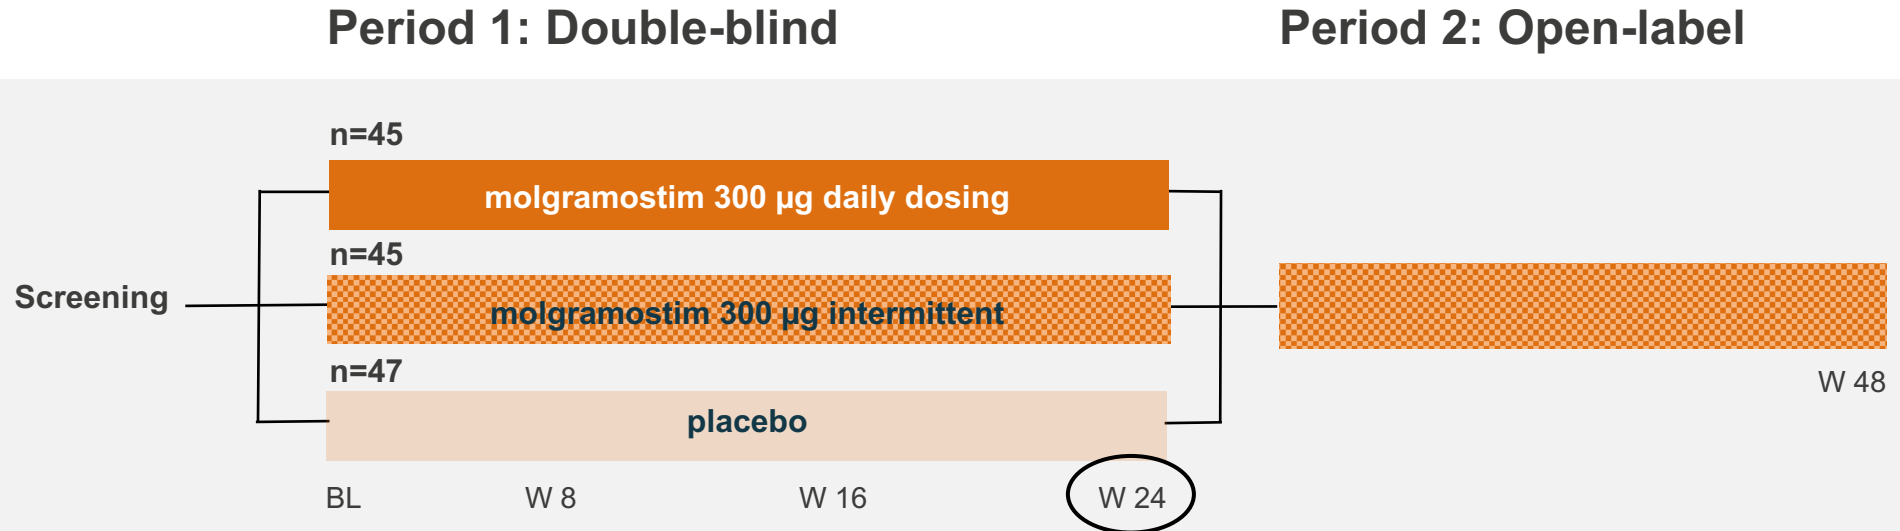 Period 1: Double-blind
Period 2: Open-label
n=45
molgramostim 300 µg daily dosing
n=45
Screening
molgramostim 300 µg intermittent
n=47
W 48
placebo
BL
W 8
W 16
W 24